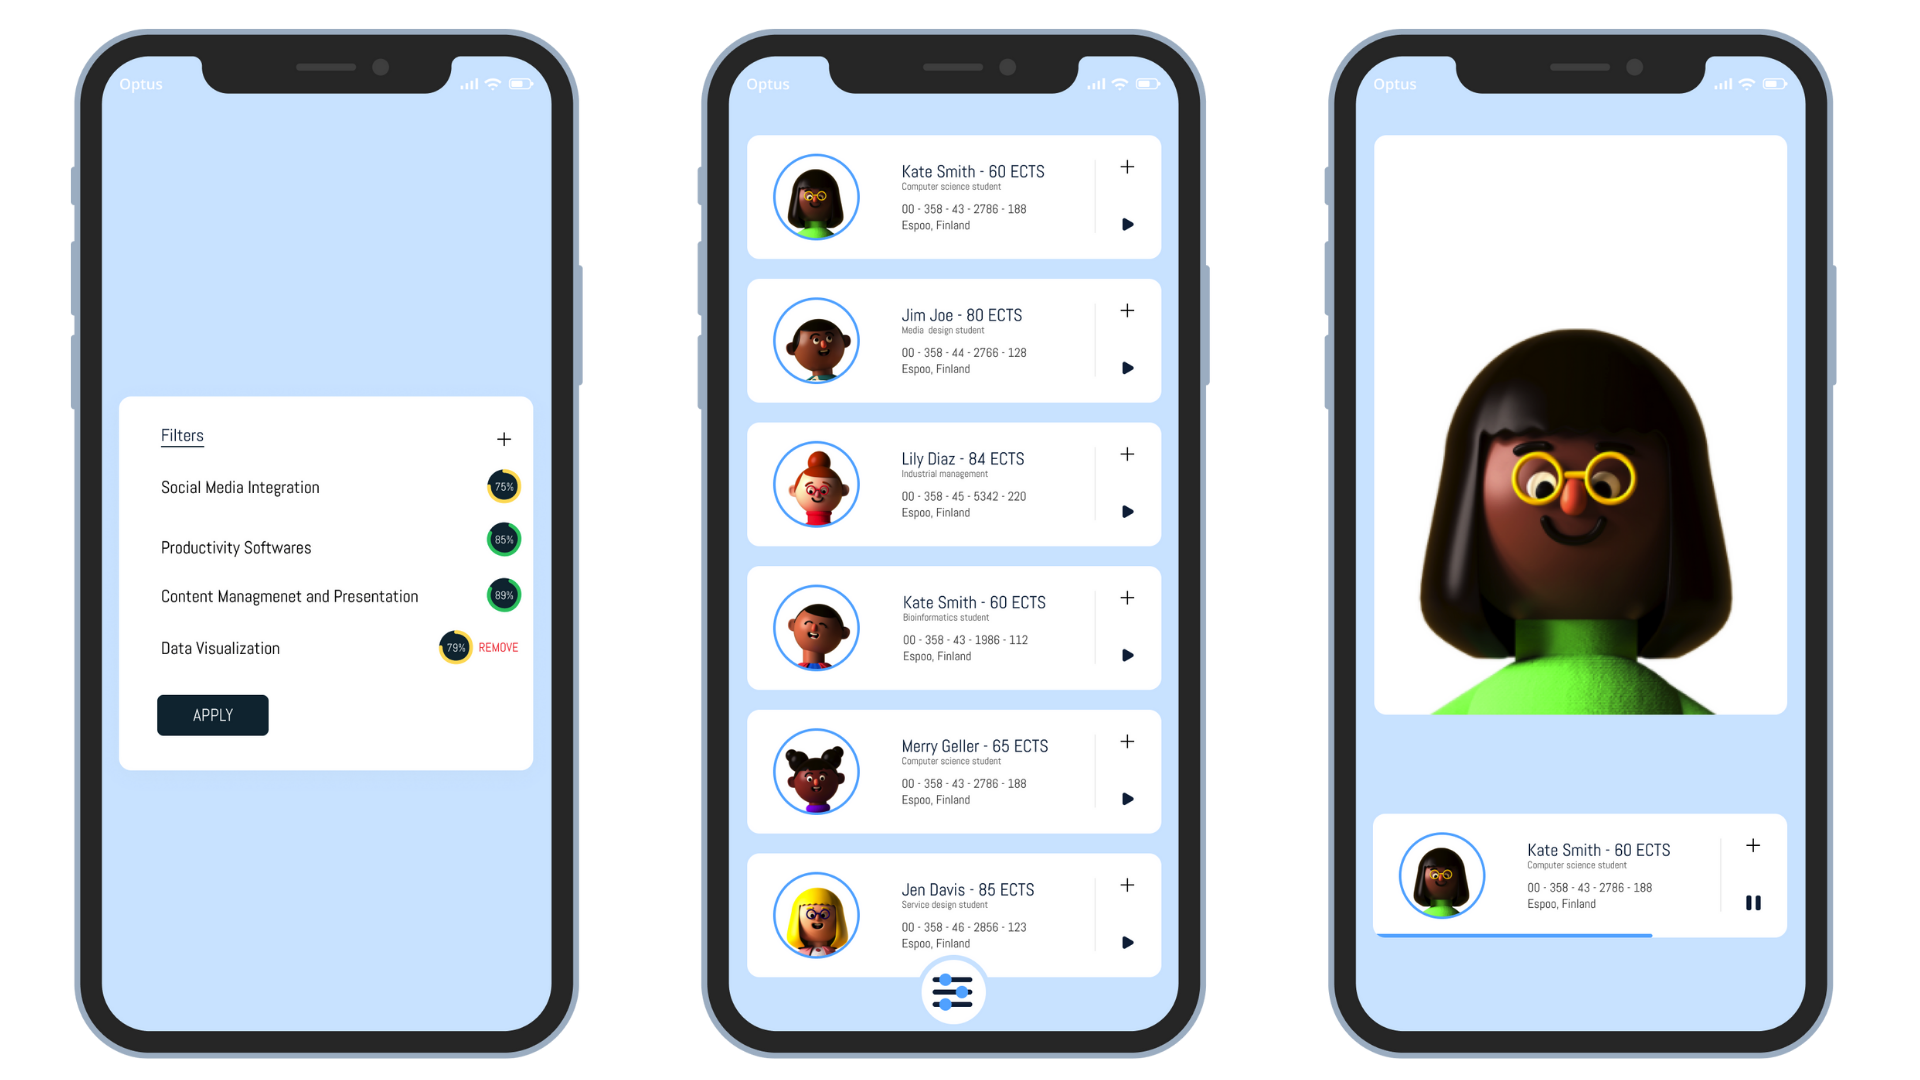 Optus
Filters
Social Media Integration
75%
Productivity Softwares
85%
Content Managmenet and Presentation
89%
Data Visualization
79%
REMOVE
APPLY
Optus
Kate Smith - 60 ECTS
Computer science student
00 - 358 - 43 - 2786 - 188
Espoo, Finland
Jim Joe - 80 ECTS
Media design student
00 - 358 - 44 - 2766 - 128
Espoo, Finland
Lily Diaz - 84 ECTS
Industrial management
00 - 358 - 45 - 5342 - 220
Espoo, Finland
Kate Smith - 60 ECTS
Bioinformatics student
00 - 358 - 43 - 1986 - 112
Espoo, Finland
Merry Geller - 65 ECTS
Computer science student
00 - 358 - 43 - 2786 - 188
Espoo, Finland
Jen Davis - 85 ECTS
Service design student
00 - 358 - 46 - 2856 - 123
Espoo, Finland
Optus
Kate Smith - 60 ECTS
Computer science student
00 - 358 - 43 - 2786 - 188
Espoo, Finland